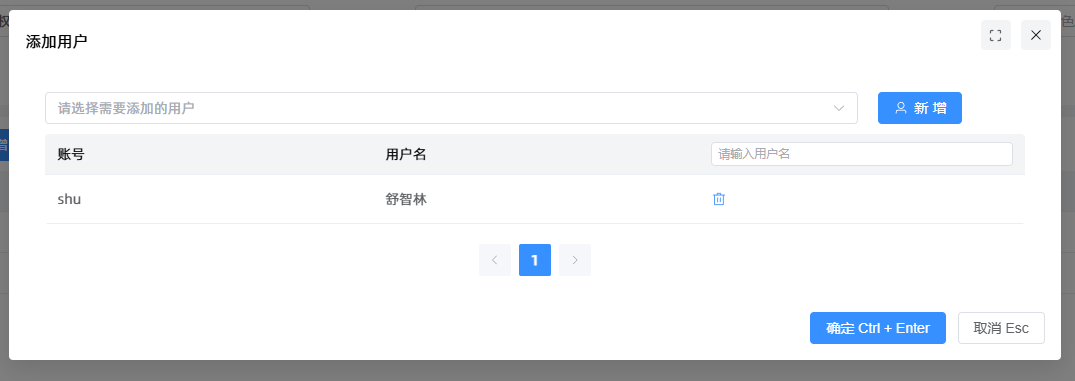 权
色
添加用户
请选择需要添加的用户
新增
账号 用户名 请输入用户名
shu 舒智林
1
确定 Ctrl + Enter 取消 Esc